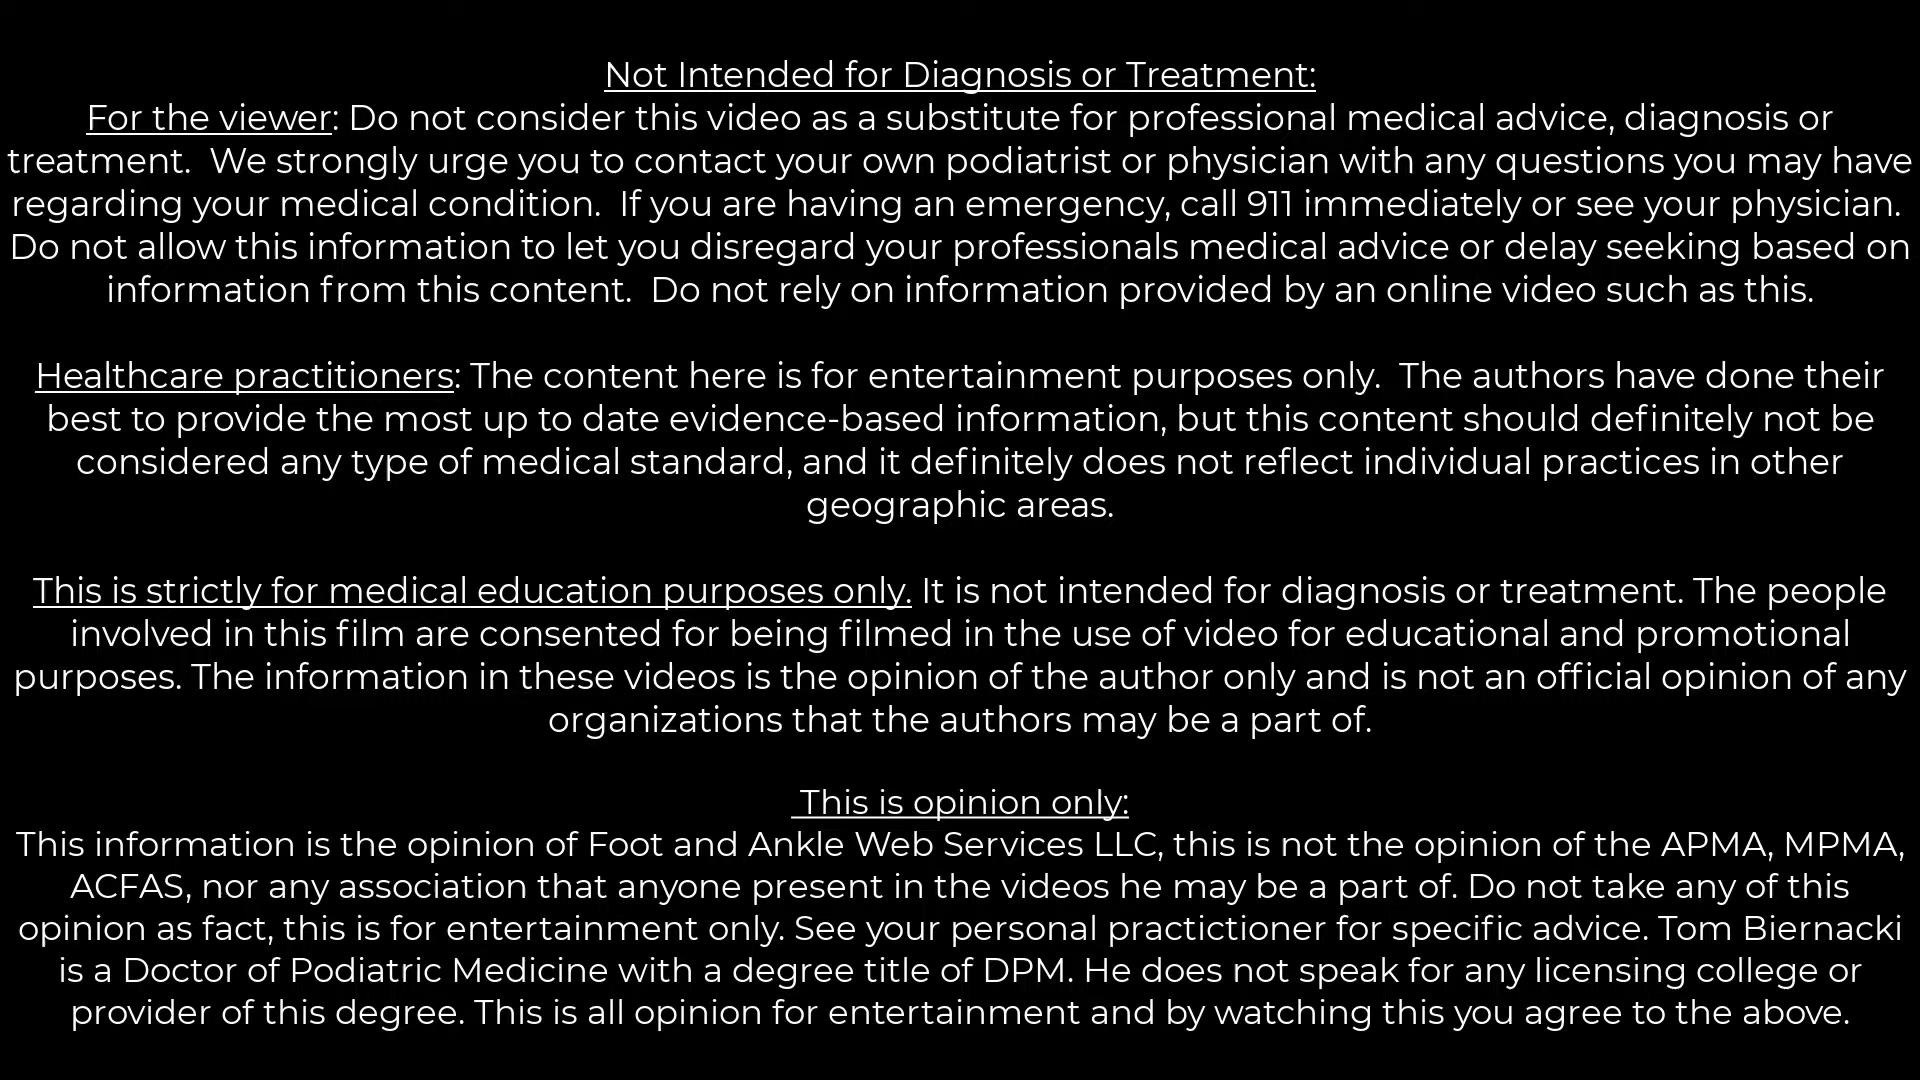 Not Intended for Diagnosis or Treatment:
For the viewer: Do not consider this video as a substitute for professional medical advice, diagnosis or
treatment.  We strongly urge you to contact your own podiatrist or physician with any questions you may have
regarding your medical condition.  If you are having an emergency, call 911 immediately or see your physician.
Do not allow this information to let you disregard your professionals medical advice or delay seeking based on
information from this content.  Do not rely on information provided by an online video such as this.
Healthcare practitioners: The content here is for entertainment purposes only.  The authors have done their
best to provide the most up to date evidence-based information, but this content should definitely not be
considered any type of medical standard, and it definitely does not reflect individual practices in other
geographic areas.
This is strictly for medical education purposes only. It is not intended for diagnosis or treatment. The people
involved in this film are consented for being filmed in the use of video for educational and promotional
purposes. The information in these videos is the opinion of the author only and is not an official opinion of any
organizations that the authors may be a part of.
This is opinion only:
This information is the opinion of Foot and Ankle Web Services LLC, this is not the opinion of the APMA, MPMA,
ACFAS, nor any association that anyone present in the videos he may be a part of. Do not take any of this
opinion as fact, this is for entertainment only. See your personal practictioner for specific advice. Tom Biernacki
is a Doctor of Podiatric Medicine with a degree title of DPM. He does not speak for any licensing college or
provider of this degree. This is all opinion for entertainment and by watching this you agree to the above.